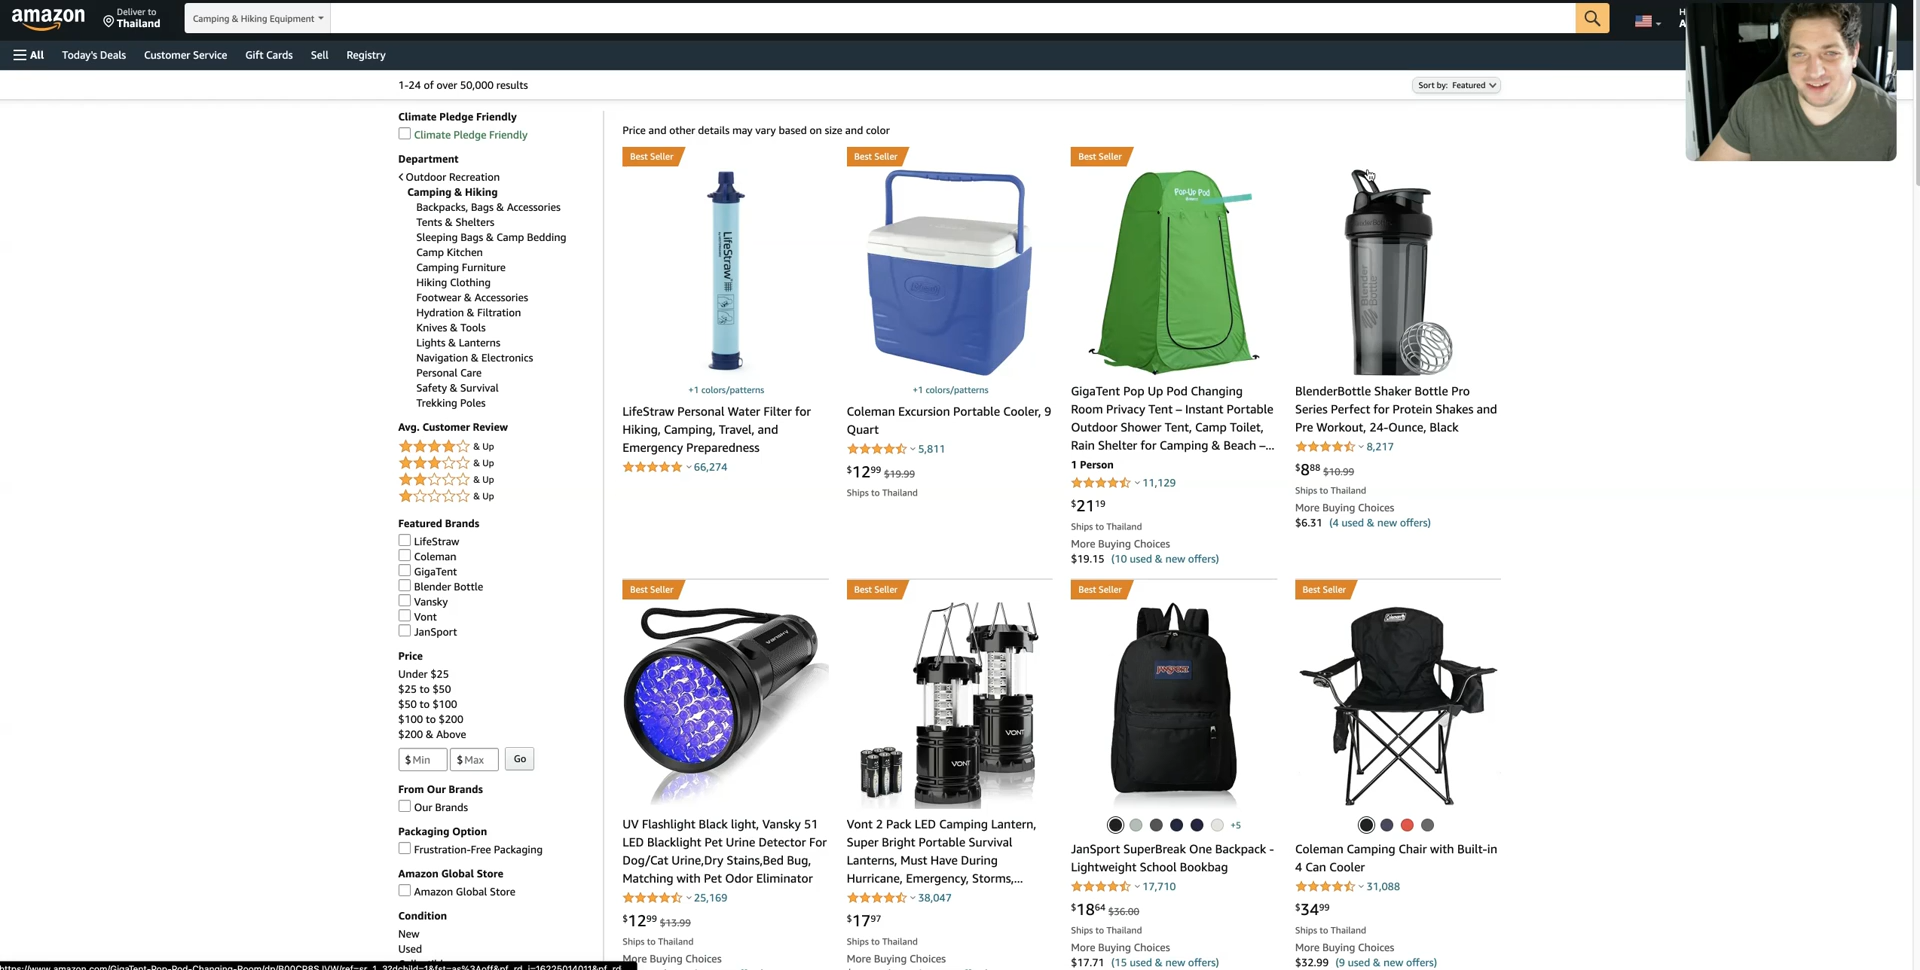 amazon
Deliver to
Thailand
Camping & Hiking Equipment
All
Today's Deals
Customer Service
Gift Cards
Sell
Registry
1-24 of over 50,000 results
Sort by: Featured
Climate Pledge Friendly
Climate Pledge Friendly
Department
Outdoor Recreation
Camping & Hiking
Backpacks, Bags & Accessories
Tents & Shelters
Sleeping Bags & Camp Bedding
Camp Kitchen
Camping Furniture
Hiking Clothing
Footwear & Accessories
Hydration & Filtration
Knives & Tools
Lights & Lanterns
Navigation & Electronics
Personal Care
Safety & Survival
Trekking Poles
Avg. Customer Review
& Up
& Up
& Up
& Up
Featured Brands
LifeStraw
Coleman
GigaTent
Blender Bottle
Vansky
Vont
JanSport
Price
Under $25
$25 to $50
$50 to $100
$100 to $200
$200 & Above
$ Min
$ Max
Go
From Our Brands
Our Brands
Packaging Option
Frustration-Free Packaging
Amazon Global Store
Amazon Global Store
Condition
New
Used
Price and other details may vary based on size and color
Best Seller
LifeStraw
+1 colors/patterns
LifeStraw Personal Water Filter for
Hiking, Camping, Travel, and
Emergency Preparedness
66,274
Best Seller
+1 colors/patterns
Coleman Excursion Portable Cooler, 9
Quart
5,811
$12.99 $19.99
Ships to Thailand
Best Seller
Pop-Up Pod
GigaTent Pop Up Pod Changing
Room Privacy Tent – Instant Portable
Outdoor Shower Tent, Camp Toilet,
Rain Shelter for Camping & Beach –...
1 Person
11,129
$21.19
Ships to Thailand
More Buying Choices
$19.15 (10 used & new offers)
Blender
Bottle
BlenderBottle Shaker Bottle Pro
Series Perfect for Protein Shakes and
Pre Workout, 24-Ounce, Black
8,217
$8.88 $10.99
Ships to Thailand
More Buying Choices
$6.31 (4 used & new offers)
Best Seller
Vansky
UV Flashlight Black light, Vansky 51
LED Blacklight Pet Urine Detector For
Dog/Cat Urine,Dry Stains,Bed Bug,
Matching with Pet Odor Eliminator
25,169
$12.99 $13.99
Ships to Thailand
More Buying Choices
Best Seller
VONT
VONT
Vont 2 Pack LED Camping Lantern,
Super Bright Portable Survival
Lanterns, Must Have During
Hurricane, Emergency, Storms,...
38,047
$17.97
Ships to Thailand
More Buying Choices
Best Seller
JANSPORT
+5
JanSport SuperBreak One Backpack -
Lightweight School Bookbag
17,710
$18.64 $36.00
Ships to Thailand
More Buying Choices
$17.71 (15 used & new offers)
Best Seller
Coleman
Coleman Camping Chair with Built-in
4 Can Cooler
31,088
$34.99
Ships to Thailand
More Buying Choices
$32.99 (9 used & new offers)